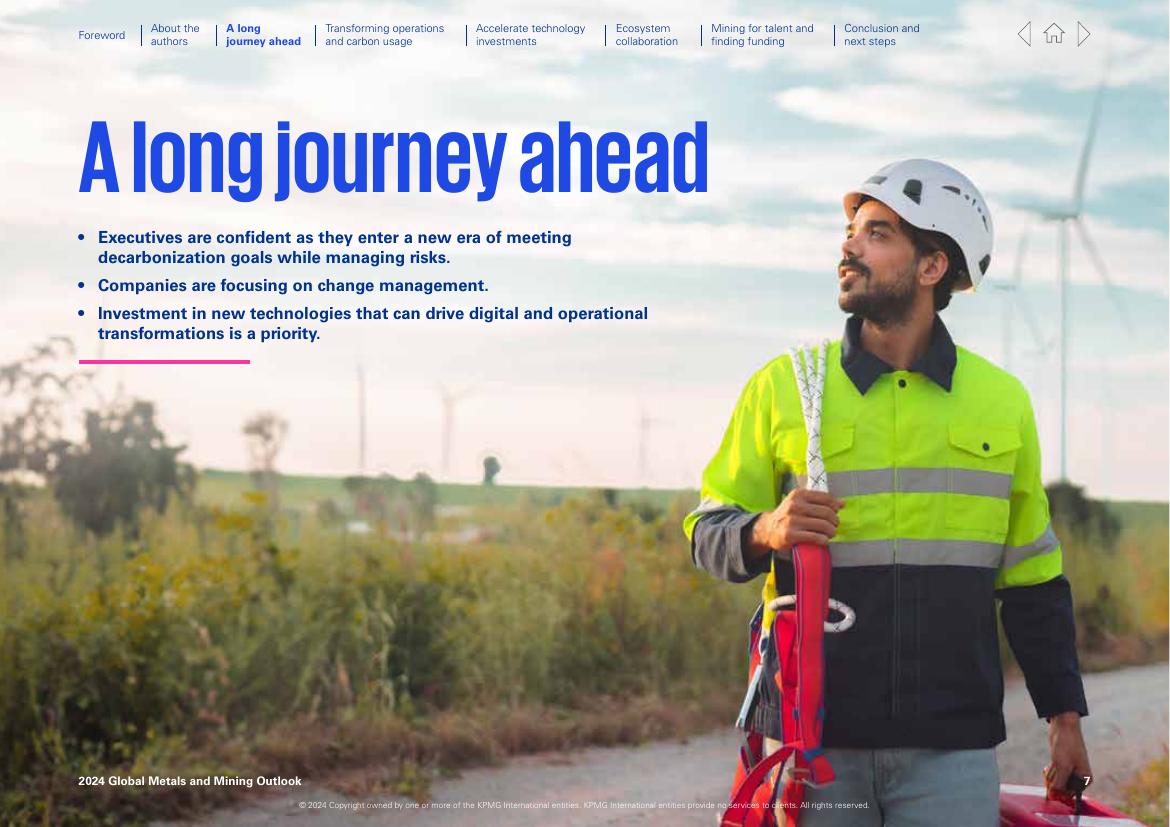 Foreword
About the
authors
A long
journey ahead
Transforming operations
and carbon usage
Accelerate technology
investments
Ecosystem
collaboration
Mining for talent and
finding funding
Conclusion and
next steps
A long journey ahead
• Executives are confident as they enter a new era of meeting
decarbonization goals while managing risks.
• Companies are focusing on change management.
• Investment in new technologies that can drive digital and operational
transformations is a priority.
2024 Global Metals and Mining Outlook
7
© 2024 Copyright owned by one or more of the KPMG International entities. KPMG International entities provide no services to clients. All rights reserved.